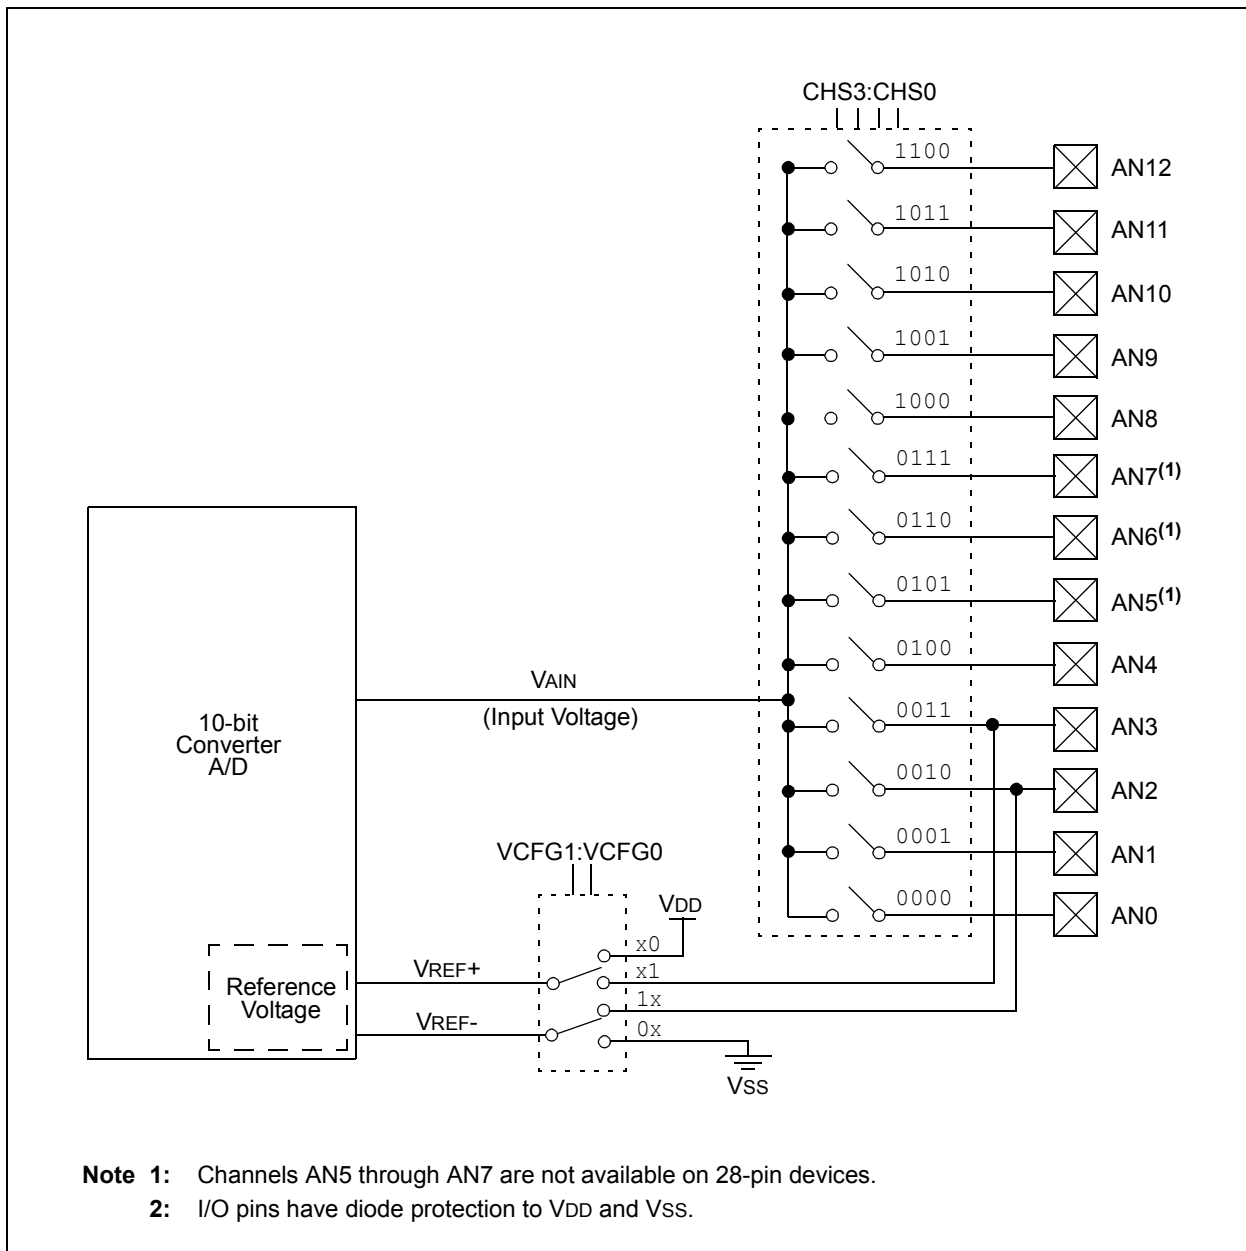 CHS3:CHS0
1100
AN12
1011
AN11
1010
AN10
1001
AN9
1000
AN8
0111
AN7(1)
0110
AN6(1)
0101
AN5(1)
0100
AN4
VAIN
(Input Voltage)
0011
AN3
10-bit
Converter
A/D
0010
AN2
0001
AN1
VCFG1:VCFG0
0000
AN0
VDD
x0
VREF+
x1
Reference
Voltage
1x
VREF-
0x
VSS
Note 1: Channels AN5 through AN7 are not available on 28-pin devices.
2: I/O pins have diode protection to VDD and VSS.